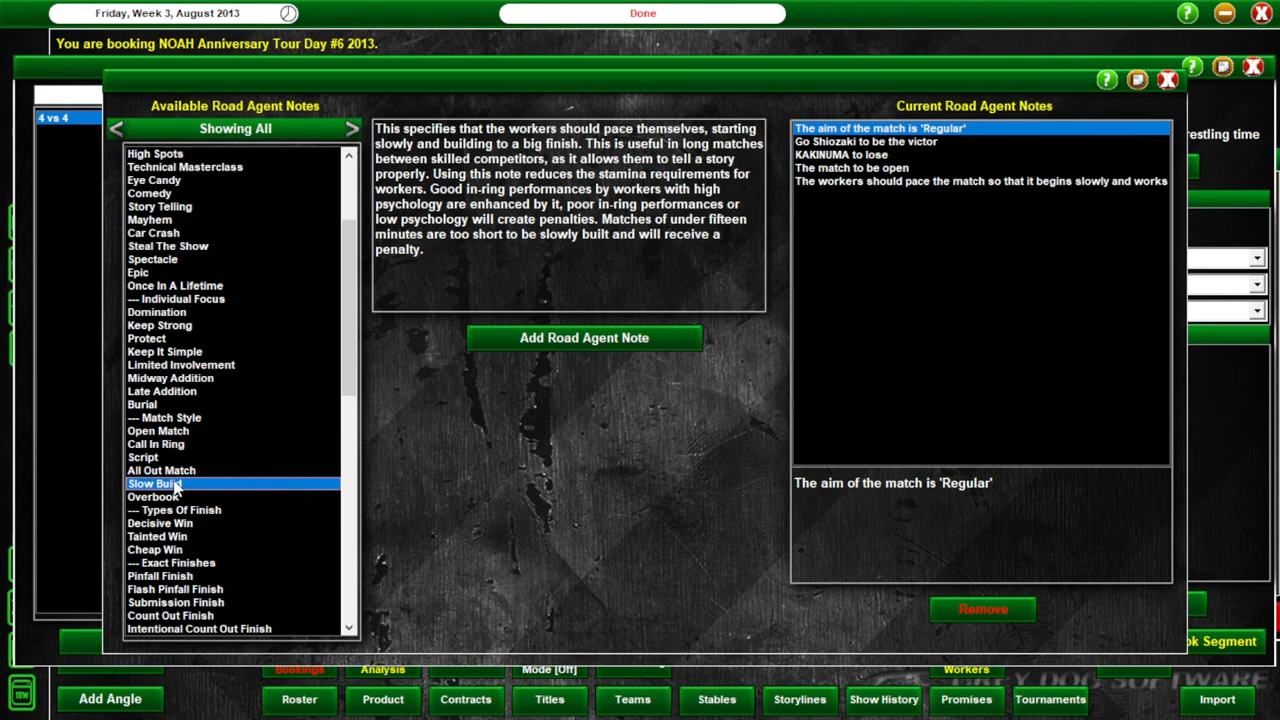 Friday, Week 3, August 2013
Done
You are booking NOAH Anniversary Tour Day #6 2013.
Available Road Agent Notes
Current Road Agent Notes
Showing All
4 vs 4
High Spots
Technical Masterclass
Eye Candy
Comedy
Story Telling
Mayhem
Car Crash
Steal The Show
Spectacle
Epic
Once In A Lifetime
--- Individual Focus
Domination
Keep Strong
Protect
Keep It Simple
Limited Involvement
Midway Addition
Late Addition
Burial
--- Match Style
Open Match
Call In Ring
Script
All Out Match
Slow Build
Overbook
--- Types Of Finish
Decisive Win
Tainted Win
Cheap Win
--- Exact Finishes
Pinfall Finish
Flash Pinfall Finish
Submission Finish
Count Out Finish
Intentional Count Out Finish
This specifies that the workers should pace themselves, starting
slowly and building to a big finish. This is useful in long matches
between skilled competitors, as it allows them to tell a story
properly. Using this note reduces the stamina requirements for
workers. Good in-ring performances by workers with high
psychology are enhanced by it, poor in-ring performances or
low psychology will create penalties. Matches of under fifteen
minutes are too short to be slowly built and will receive a
penalty.
Add Road Agent Note
The aim of the match is 'Regular'
Go Shiozaki to be the victor
KAKINUMA to lose
The match to be open
The workers should pace the match so that it begins slowly and works
restling time
The aim of the match is 'Regular'
Remove
ok Segment
Bookings
Analysis
Mode [Off]
Workers
GREY DOG SOFTWARE
TEW
Add Angle
Roster
Product
Contracts
Titles
Teams
Stables
Storylines
Show History
Promises
Tournaments
Import